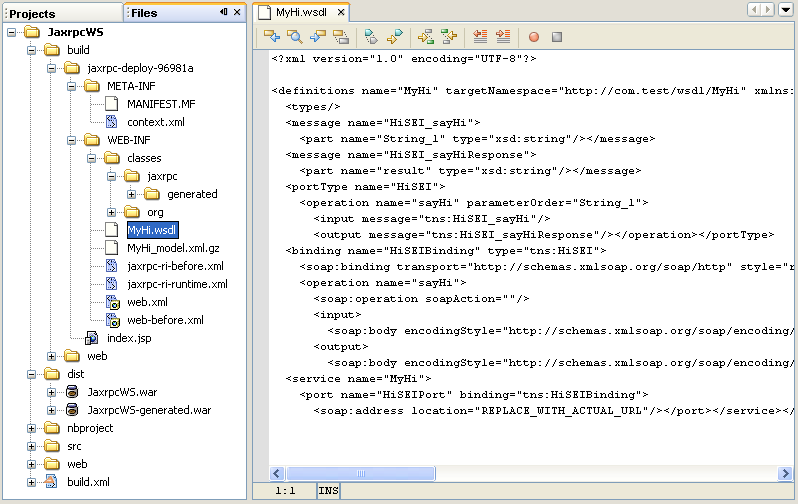 Projects
Files
JaxrpcWS
build
jaxrpc-deploy-96981a
META-INF
MANIFEST.MF
context.xml
WEB-INF
classes
jaxrpc
generated
org
MyHi.wsdl
MyHi_model.xml.gz
jaxrpc-ri-before.xml
jaxrpc-ri-runtime.xml
web.xml
web-before.xml
index.jsp
web
dist
JaxrpcWS.war
JaxrpcWS-generated.war
nbproject
src
web
build.xml
MyHi.wsdl
<?xml version="1.0" encoding="UTF-8"?>
<definitions name="MyHi" targetNamespace="http://com.test/wsdl/MyHi" xmlns:
<types/>
<message name="HiSEI_sayHi">
<part name="String_1" type="xsd:string"/></message>
<message name="HiSEI_sayHiResponse">
<part name="result" type="xsd:string"/></message>
<portType name="HiSEI">
<operation name="sayHi" parameterOrder="String_1">
<input message="tns:HiSEI_sayHi"/>
<output message="tns:HiSEI_sayHiResponse"/></operation></portType>
<binding name="HiSEIBinding" type="tns:HiSEI">
<soap:binding transport="http://schemas.xmlsoap.org/soap/http" style="r
<operation name="sayHi">
<soap:operation soapAction=""/>
<input>
<soap:body encodingStyle="http://schemas.xmlsoap.org/soap/encoding/
<output>
<soap:body encodingStyle="http://schemas.xmlsoap.org/soap/encoding/
<service name="MyHi">
<port name="HiSEIPort" binding="tns:HiSEIBinding">
<soap:address location="REPLACE_WITH_ACTUAL_URL"/></port></service></
1:1 INS